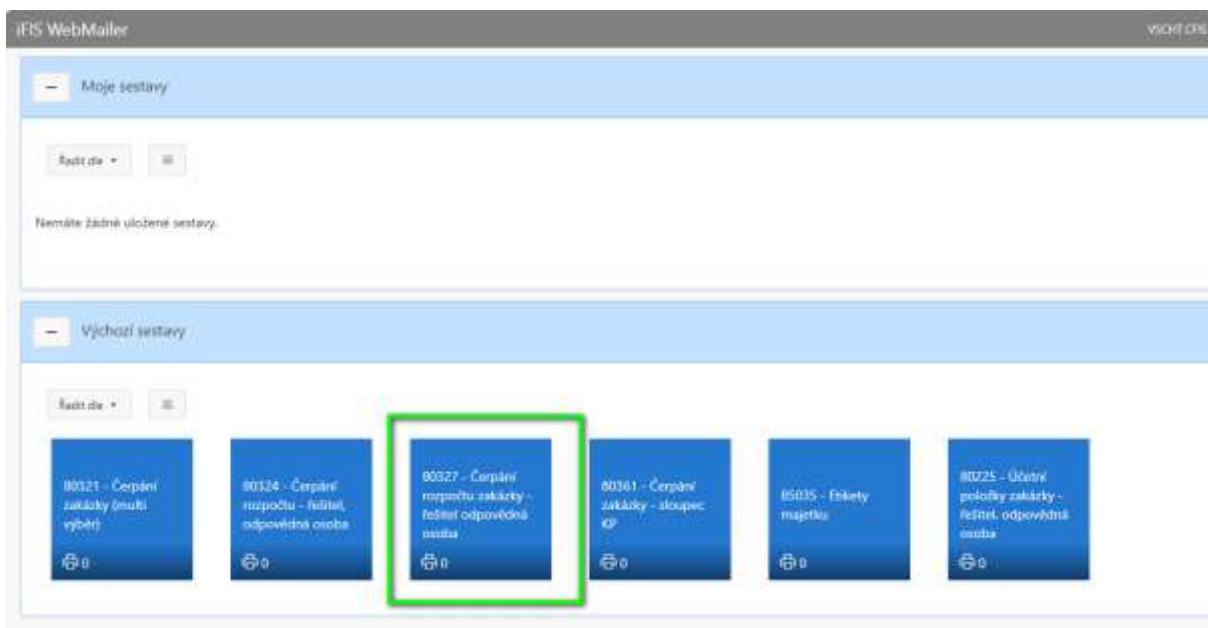 iFIS WebMailer
VSCHT CFIS
Moje sestavy
Řadit dle
Nemáte žádné uložené sestavy.
Výchozí sestavy
Řadit dle
80321 - Čerpání
zakázky (multi
výběr)
0
80324 - Čerpání
rozpočtu - řešitel,
odpovědná osoba
0
80327 - Čerpání
rozpočtu zakázky -
řešitel odpovědná
osoba
0
80361 - Čerpání
zakázky - sloupec
KP
0
85035 - Etikety
majetku
0
80225 - Účetní
položky zakázky -
řešitel, odpovědná
osoba
0